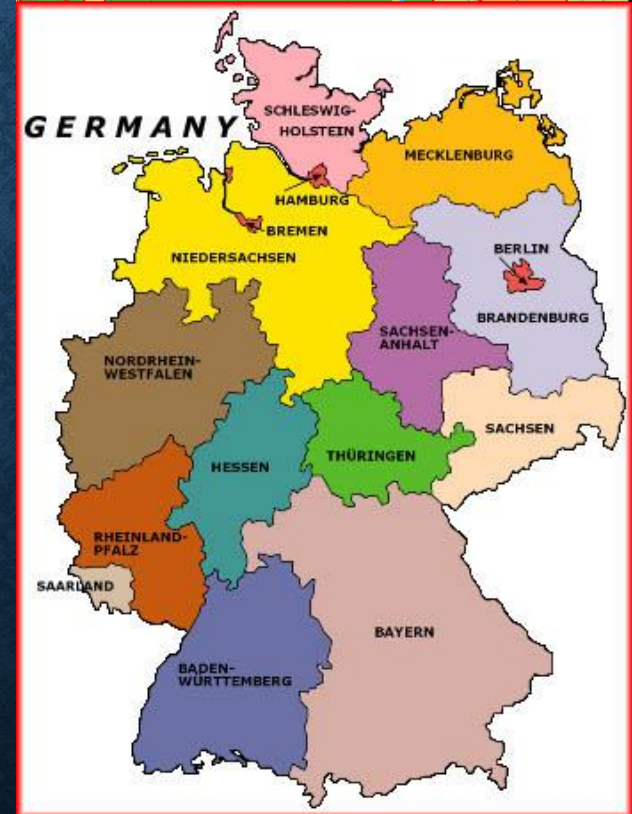 GERMANY
SCHLESWIG-
HOLSTEIN
MECKLENBURG
HAMBURG
BREMEN
NIEDERSACHSEN
BERLIN
BRANDENBURG
SACHSEN-
ANHALT
NORDRHEIN-
WESTFALEN
SACHSEN
HESSEN
THÜRINGEN
RHEINLAND-
PFALZ
SAARLAND
BAYERN
BADEN-
WÜRTTEMBERG